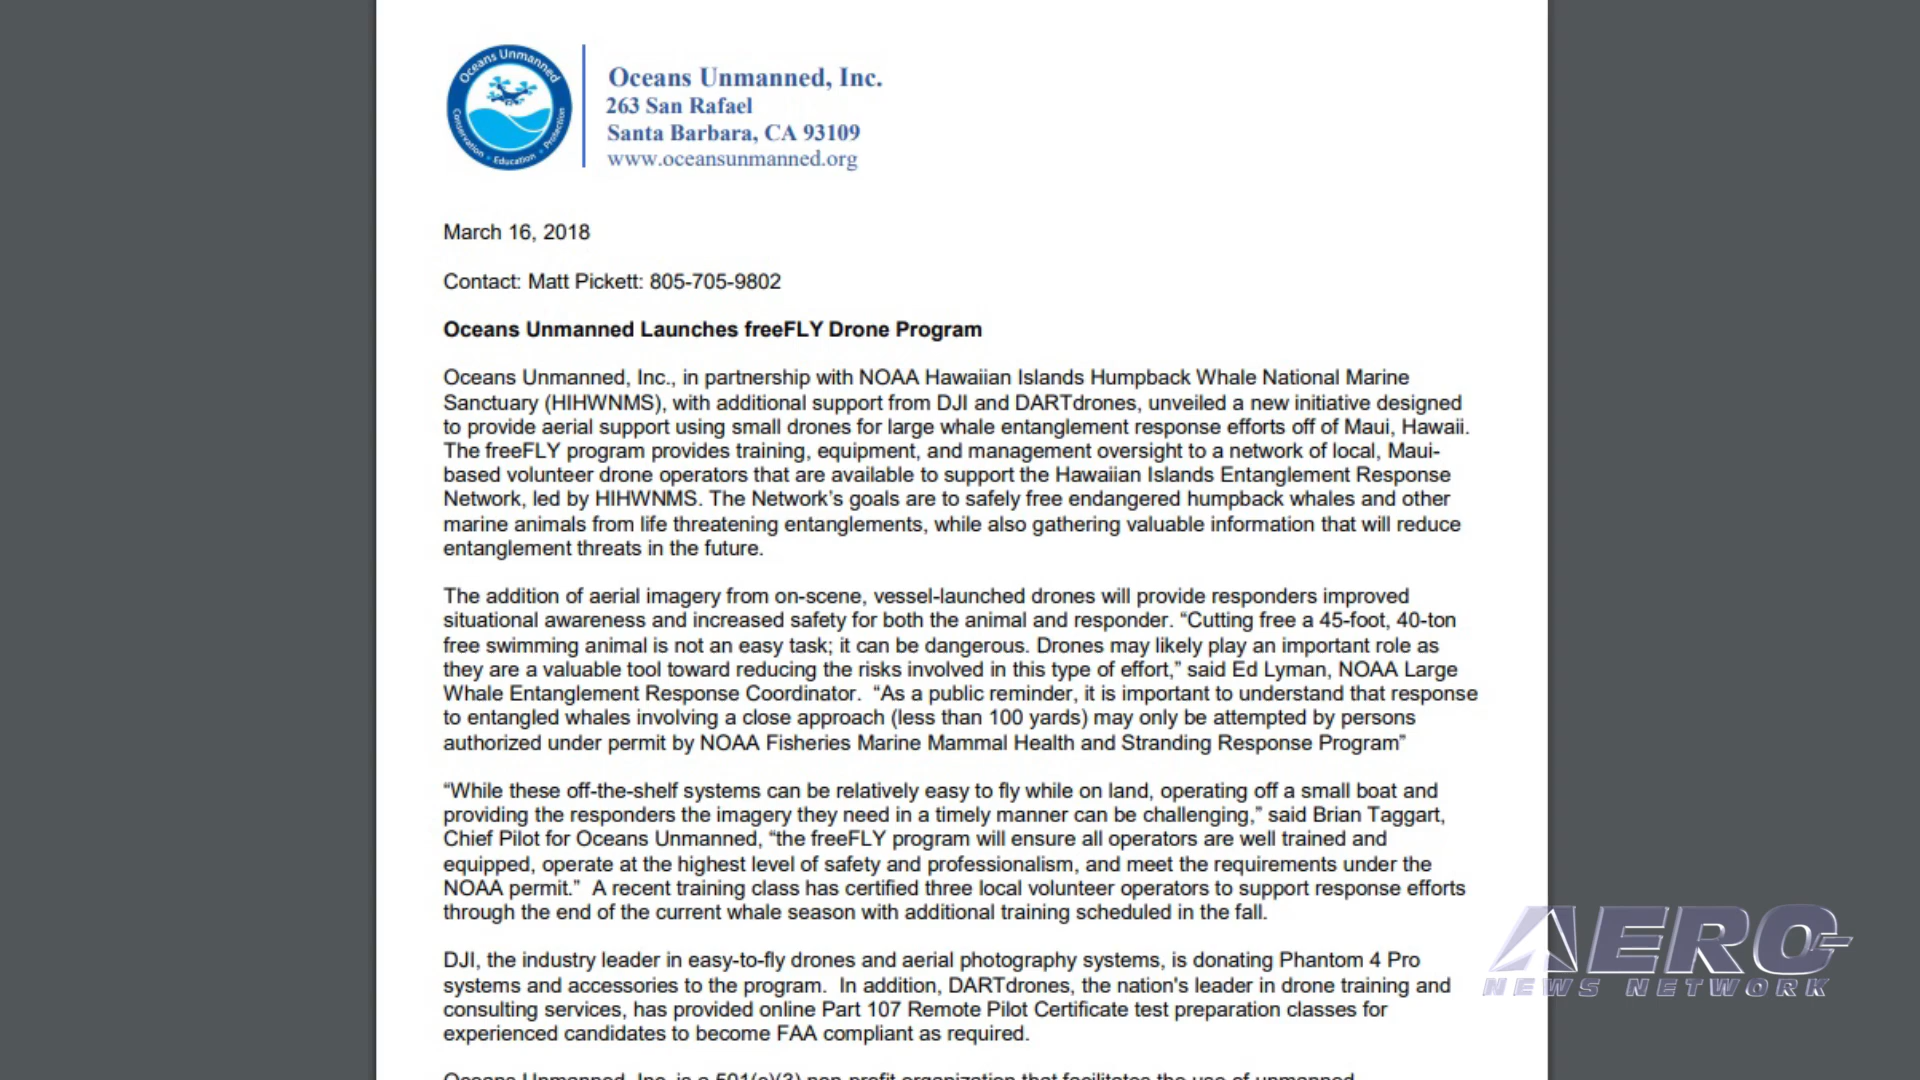 Oceans Unmanned
Conservation • Education • Protection
Oceans Unmanned, Inc.
263 San Rafael
Santa Barbara, CA 93109
www.oceansunmanned.org
March 16, 2018
Contact: Matt Pickett: 805-705-9802
Oceans Unmanned Launches freeFLY Drone Program
Oceans Unmanned, Inc., in partnership with NOAA Hawaiian Islands Humpback Whale National Marine
Sanctuary (HIHWNMS), with additional support from DJI and DARTdrones, unveiled a new initiative designed
to provide aerial support using small drones for large whale entanglement response efforts off of Maui, Hawaii.
The freeFLY program provides training, equipment, and management oversight to a network of local, Maui-
based volunteer drone operators that are available to support the Hawaiian Islands Entanglement Response
Network, led by HIHWNMS. The Network’s goals are to safely free endangered humpback whales and other
marine animals from life threatening entanglements, while also gathering valuable information that will reduce
entanglement threats in the future.
The addition of aerial imagery from on-scene, vessel-launched drones will provide responders improved
situational awareness and increased safety for both the animal and responder. “Cutting free a 45-foot, 40-ton
free swimming animal is not an easy task; it can be dangerous. Drones may likely play an important role as
they are a valuable tool toward reducing the risks involved in this type of effort,” said Ed Lyman, NOAA Large
Whale Entanglement Response Coordinator.  “As a public reminder, it is important to understand that response
to entangled whales involving a close approach (less than 100 yards) may only be attempted by persons
authorized under permit by NOAA Fisheries Marine Mammal Health and Stranding Response Program”
“While these off-the-shelf systems can be relatively easy to fly while on land, operating off a small boat and
providing the responders the imagery they need in a timely manner can be challenging,” said Brian Taggart,
Chief Pilot for Oceans Unmanned, “the freeFLY program will ensure all operators are well trained and
equipped, operate at the highest level of safety and professionalism, and meet the requirements under the
NOAA permit.”  A recent training class has certified three local volunteer operators to support response efforts
through the end of the current whale season with additional training scheduled in the fall.
DJI, the industry leader in easy-to-fly drones and aerial photography systems, is donating Phantom 4 Pro
systems and accessories to the program.  In addition, DARTdrones, the nation's leader in drone training and
consulting services, has provided online Part 107 Remote Pilot Certificate test preparation classes for
experienced candidates to become FAA compliant as required.
Oceans Unmanned, Inc. is a 501(c)(3) non-profit organization that facilitates the use of unmanned
AERO-
NEWS NETWORK